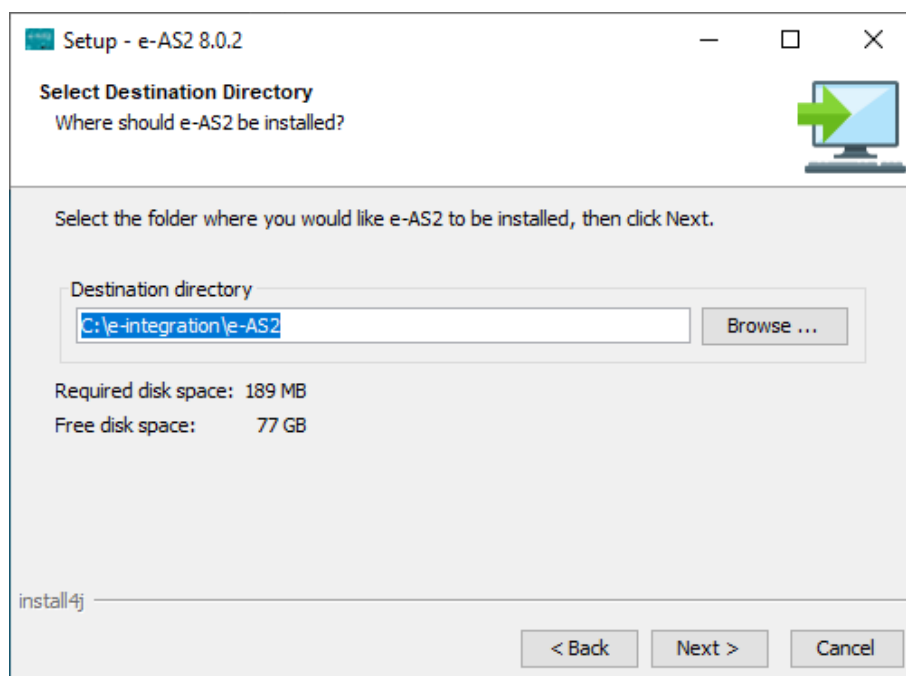 Setup - e-AS2 8.0.2
Select Destination Directory
Where should e-AS2 be installed?
Select the folder where you would like e-AS2 to be installed, then click Next.
Destination directory
C:\e-integration\e-AS2
Browse ...
Required disk space: 189 MB
Free disk space: 77 GB
install4j
< Back Next > Cancel